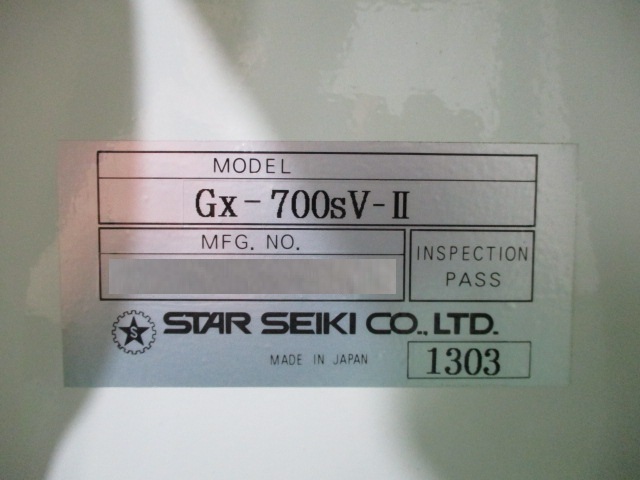 MODEL
Gx-700sV-II
MFG. NO.
INSPECTION
PASS
S
STAR SEIKI CO., LTD.
MADE IN JAPAN
1303